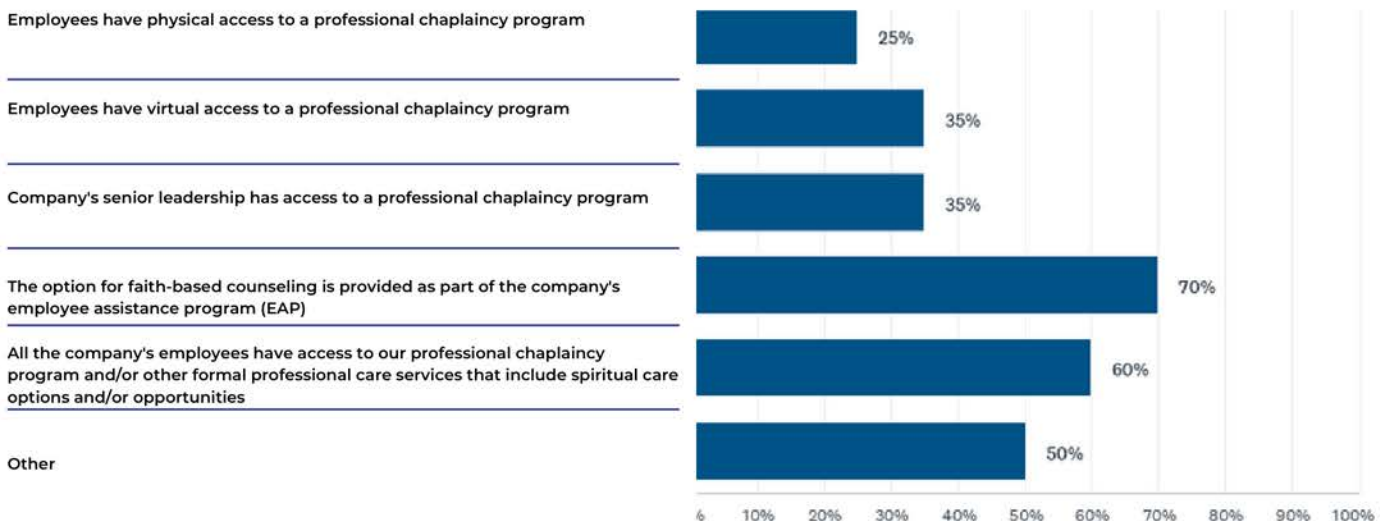 Employees have physical access to a professional chaplaincy program
25%
Employees have virtual access to a professional chaplaincy program
35%
Company's senior leadership has access to a professional chaplaincy program
35%
The option for faith-based counseling is provided as part of the company's
employee assistance program (EAP)
70%
All the company's employees have access to our professional chaplaincy
program and/or other formal professional care services that include spiritual care
options and/or opportunities
60%
Other
50%
% 10% 20% 30% 40% 50% 60% 70% 80% 90% 100%